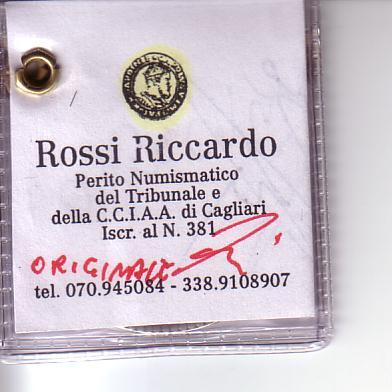 Rossi Riccardo
Perito Numismatico
del Tribunale e
della C.C.I.A.A. di Cagliari
Iscr. al N. 381
ORIGINALE
tel. 070.945084 - 338.9108907